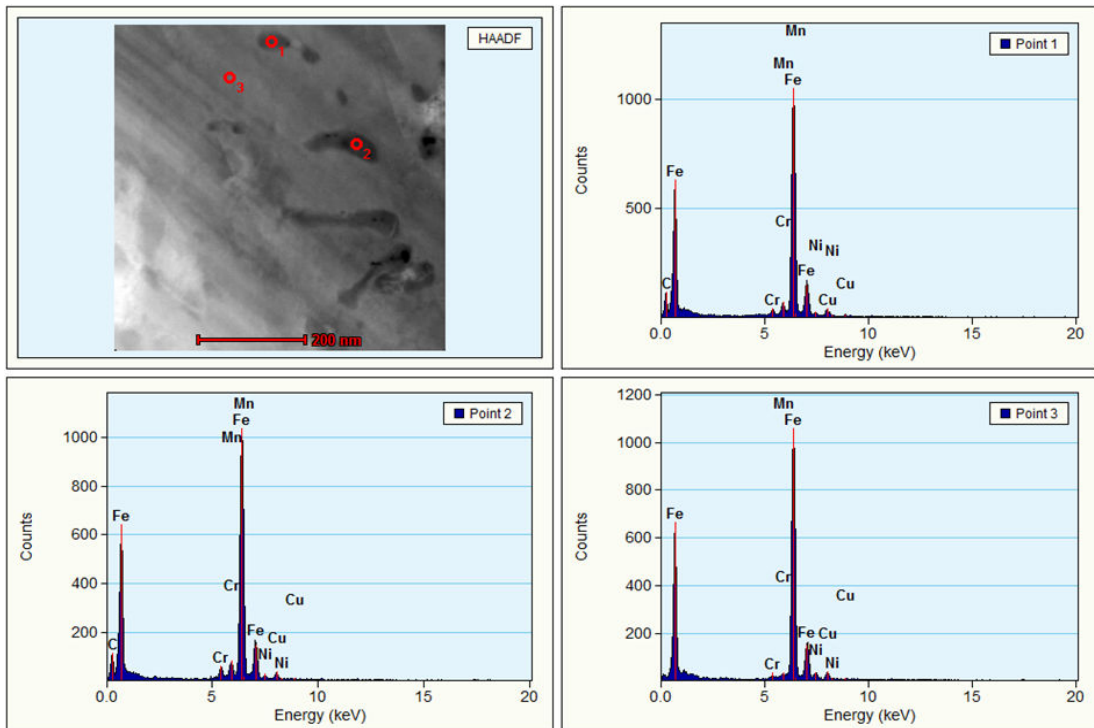 HAADF
1
3
2
200 nm
Point 1
Mn
Mn
Fe
1000
Fe
Counts
500
Cr
Ni
Ni
Fe
C
Cu
Cr
Cu
0.0
5
10
15
20
Energy (keV)
Point 2
Mn
Fe
1000
Mn
800
Fe
Counts
600
400
Cr
Cu
200
Fe
Cu
C
Ni
Cr
Ni
0.0
5
10
15
20
Energy (keV)
1200
Mn
Point 3
Fe
1000
800
Fe
Counts
600
Cr
400
Cu
200
Fe
Cu
Ni
Cr
Ni
0.0
5
10
15
20
Energy (keV)